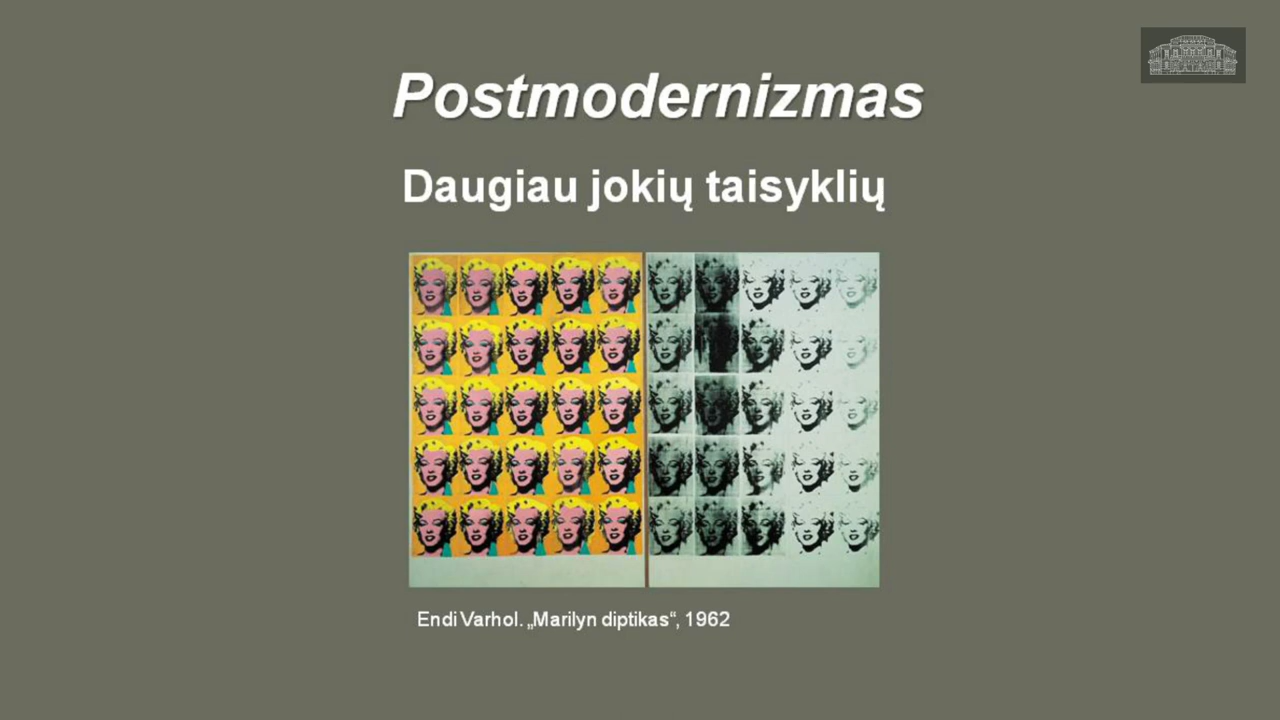 Postmodernizmas
Daugiau jokių taisyklių
Endi Varhol. „Marilyn diptikas“, 1962